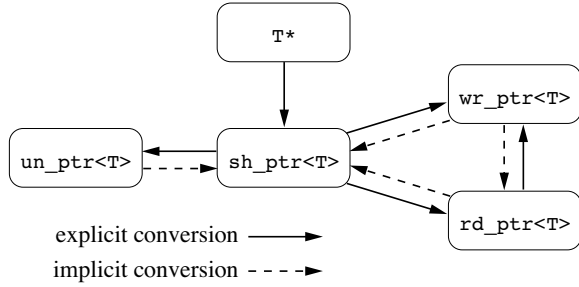 T*
wr_ptr<T>
un_ptr<T>
sh_ptr<T>
rd_ptr<T>
explicit conversion
implicit conversion